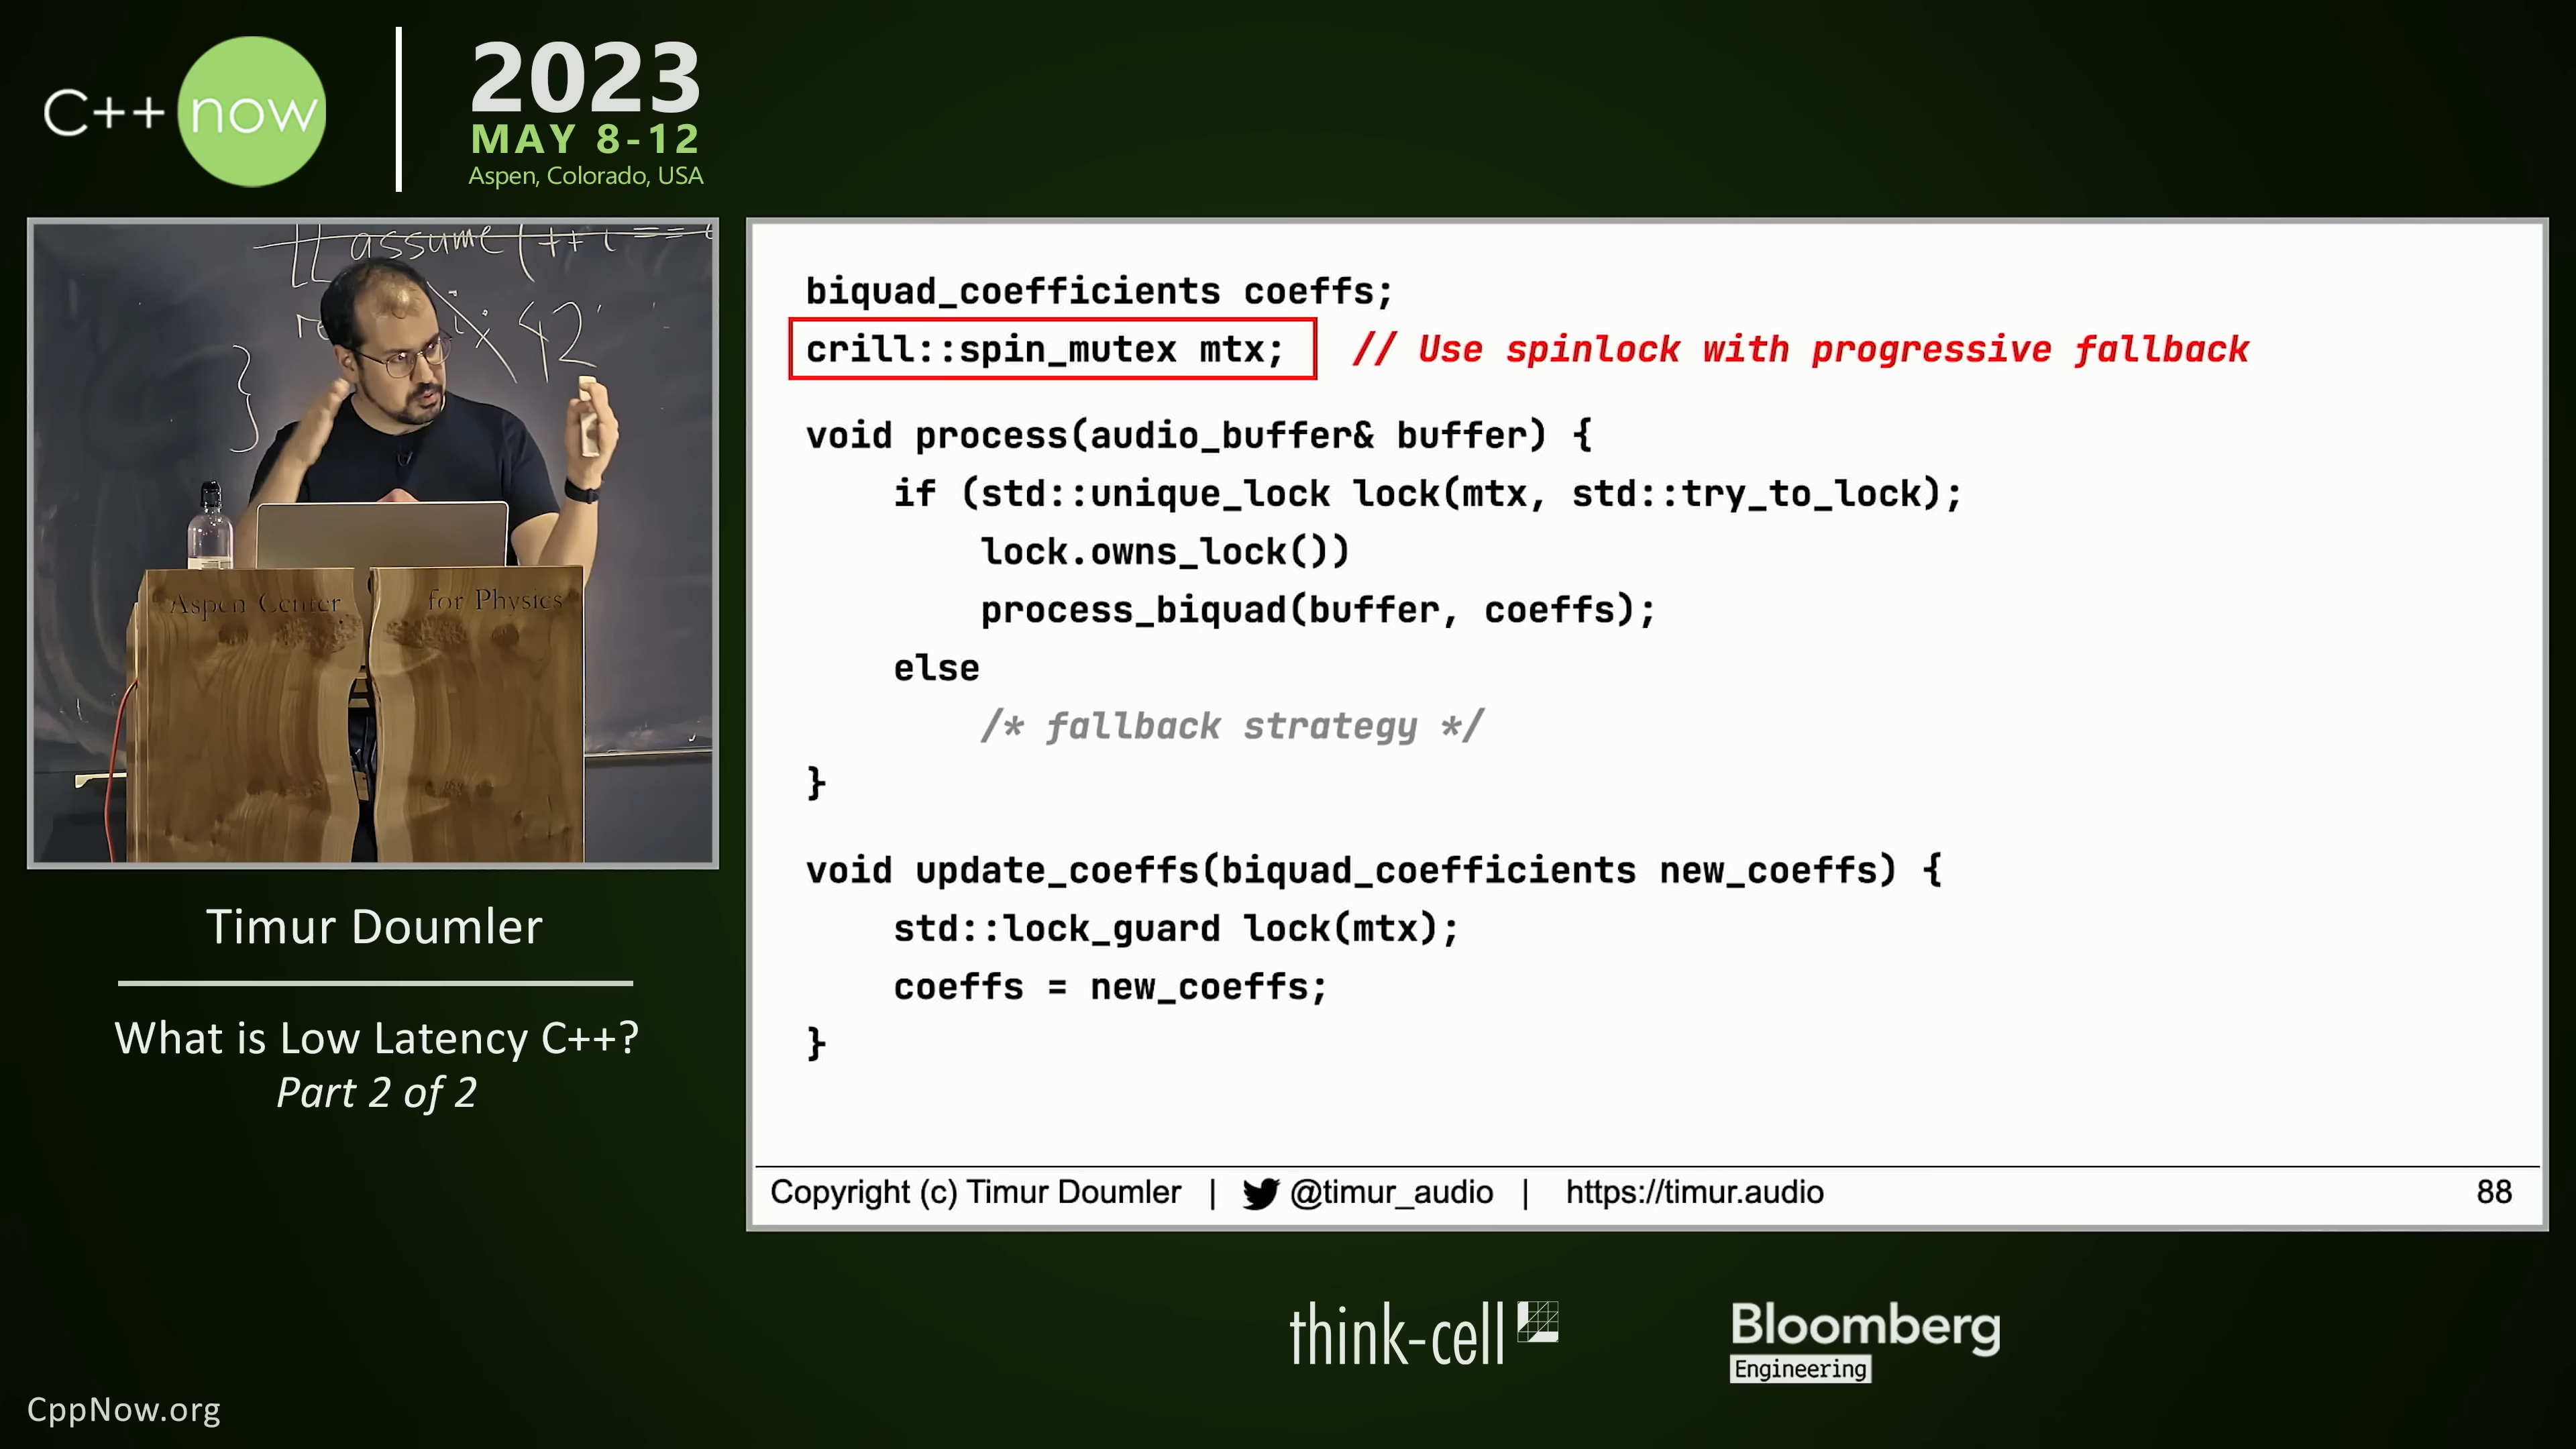 C++ now
2023
MAY 8-12
Aspen, Colorado, USA
[[ assume (++i ==
42
}
Aspen Center for Physics
Timur Doumler
What is Low Latency C++?
Part 2 of 2
biquad_coefficients coeffs;
crill::spin_mutex mtx; // Use spinlock with progressive fallback
void process(audio_buffer& buffer) {
if (std::unique_lock lock(mtx, std::try_to_lock);
lock.owns_lock())
process_biquad(buffer, coeffs);
else
/* fallback strategy */
}
void update_coeffs(biquad_coefficients new_coeffs) {
std::lock_guard lock(mtx);
coeffs = new_coeffs;
}
Copyright (c) Timur Doumler | @timur_audio | https://timur.audio
88
think-cell
Bloomberg
Engineering
CppNow.org